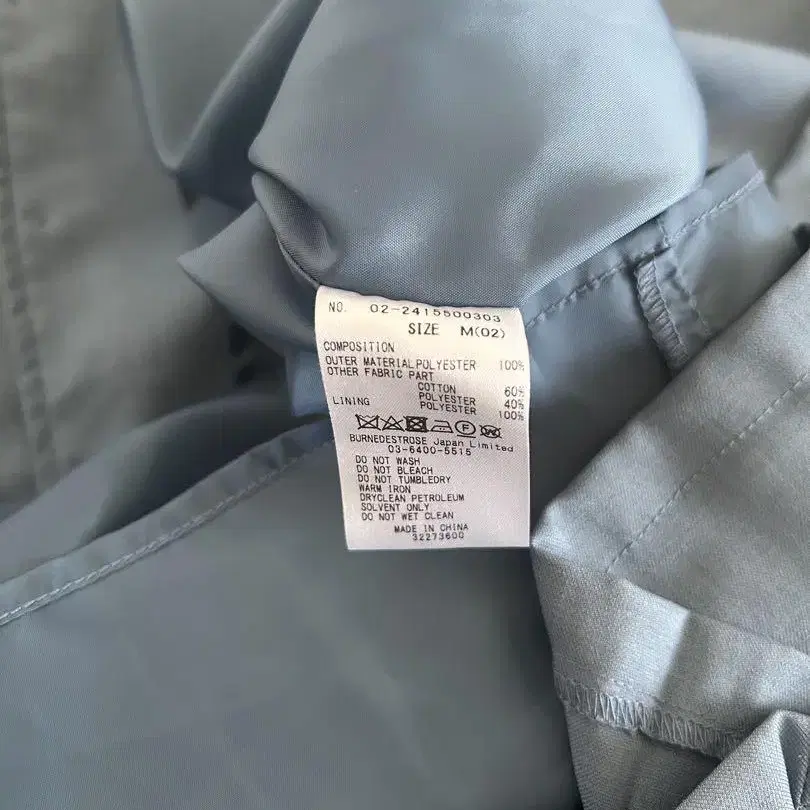 NO. 02-2415500303
SIZE M(02)
COMPOSITION
OUTER MATERIAL POLYESTER 100%
OTHER FABRIC PART
COTTON 60%
POLYESTER 40%
LINING POLYESTER 100%
BURNEDESTROSE Japan Limited
03-6400-5515
DO NOT WASH
DO NOT BLEACH
DO NOT TUMBLEDRY
WARM IRON
DRYCLEAN PETROLEUM
SOLVENT ONLY
DO NOT WET CLEAN
MADE IN CHINA
32273600